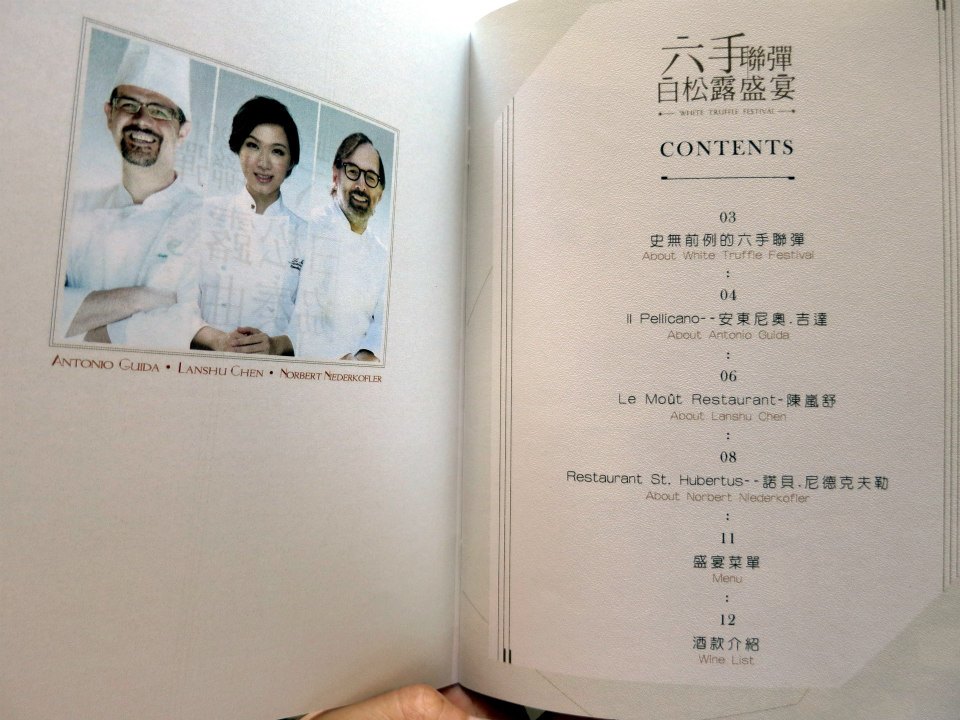 ANTONIO GUIDA • LANSHU CHEN • NORBERT NIEDERKOFLER
六手聯彈
白松露盛宴
WHITE TRUFFLE FESTIVAL
CONTENTS
03
史無前例的六手聯彈
About White Truffle Festival
:
04
Il Pellicano--安東尼奧.吉達
About Antonio Guida
:
06
Le Moût Restaurant-陳嵐舒
About Lanshu Chen
:
08
Restaurant St. Hubertus--諾貝.尼德克夫勒
About Norbert Niederkofler
:
11
盛宴菜單
Menu
:
12
酒款介紹
Wine List